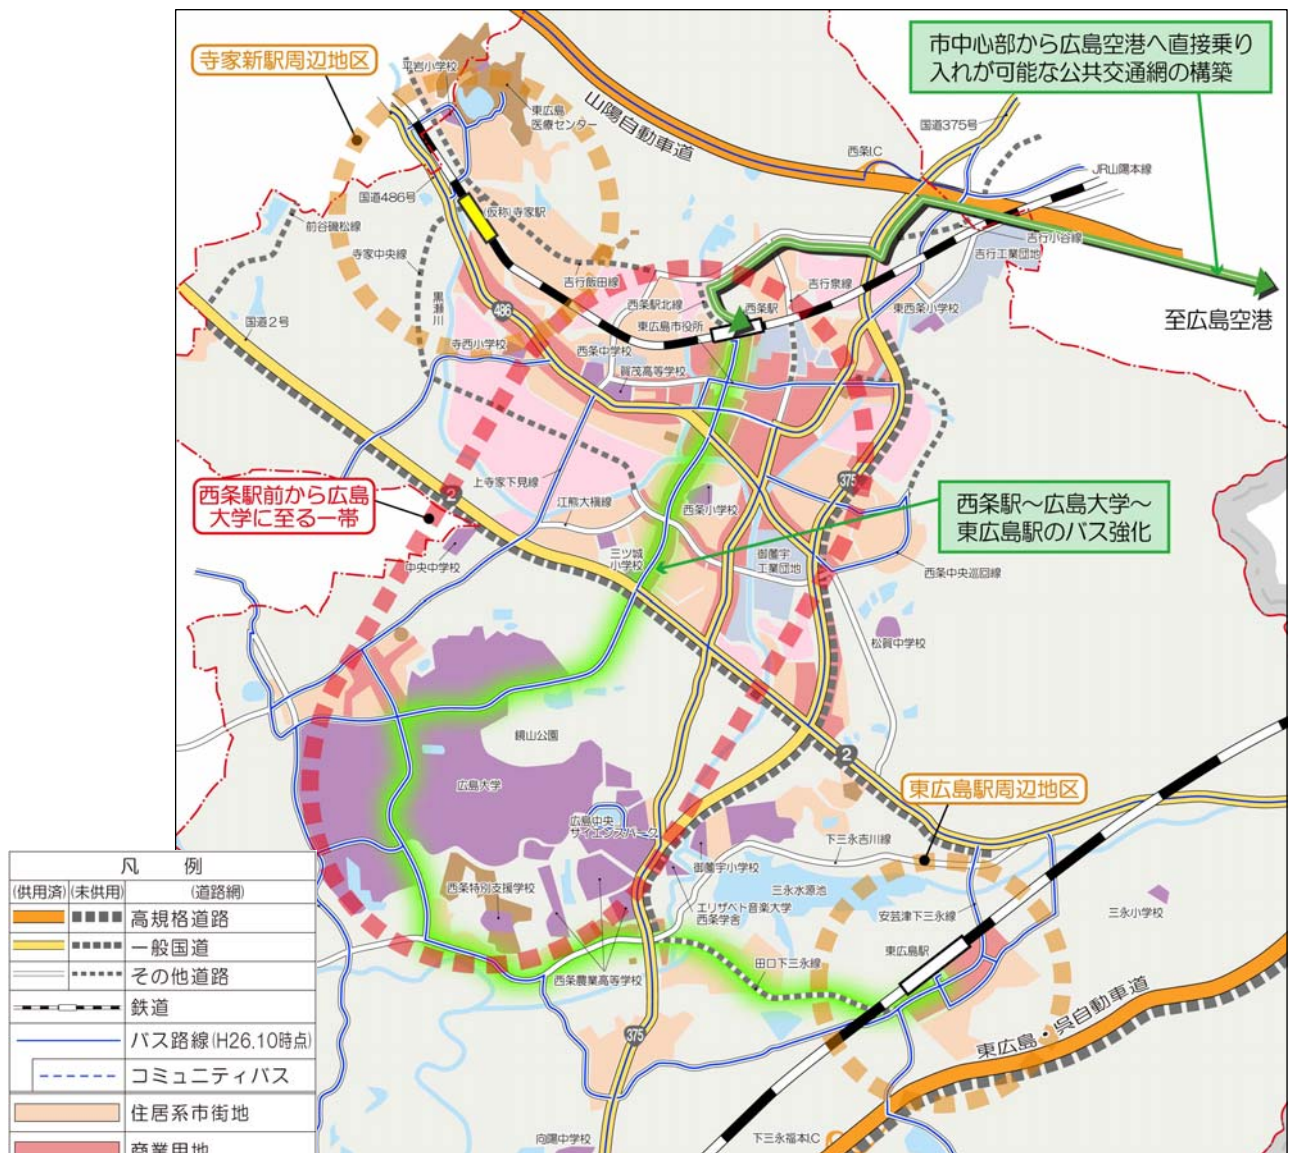 寺家新駅周辺地区
平岩小学校
東広島
医療センター
山陽自動車道
市中心部から広島空港へ直接乗り
入れが可能な公共交通網の構築
国道375号
西条I.C
JR山陽本線
国道486号
(仮称)寺家駅
前谷磯松線
寺家中央線
吉行飯田線
黒瀬川
国道2号
486
西条駅北線
西条駅
東広島市役所
吉行泉線
吉行小谷線
吉行工業団地
東西条小学校
至広島空港
寺西小学校
西条中学校
賀茂高等学校
西条駅前から広島
大学に至る一帯
2
上寺家下見線
江熊大槇線
西条小学校
375
西条駅〜広島大学〜
東広島駅のバス強化
中央中学校
三ツ城
小学校
御薗宇
工業団地
西条中央巡回線
松賀中学校
鏡山公園
広島大学
広島中央
サイエンスパーク
2
東広島駅周辺地区
下三永吉川線
御薗宇小学校
西条特別支援学校
エリザベト音楽大学
西条学舎
三永水源池
安芸津下三永線
三永小学校
東広島駅
田口下三永線
西条農業高等学校
375
東広島・呉自動車道
向陽中学校
下三永福本I.C
凡 例
(供用済) (未供用) (道路網)
高規格道路
一般国道
その他道路
鉄道
バス路線(H26.10時点)
コミュニティバス
住居系市街地
商業用地